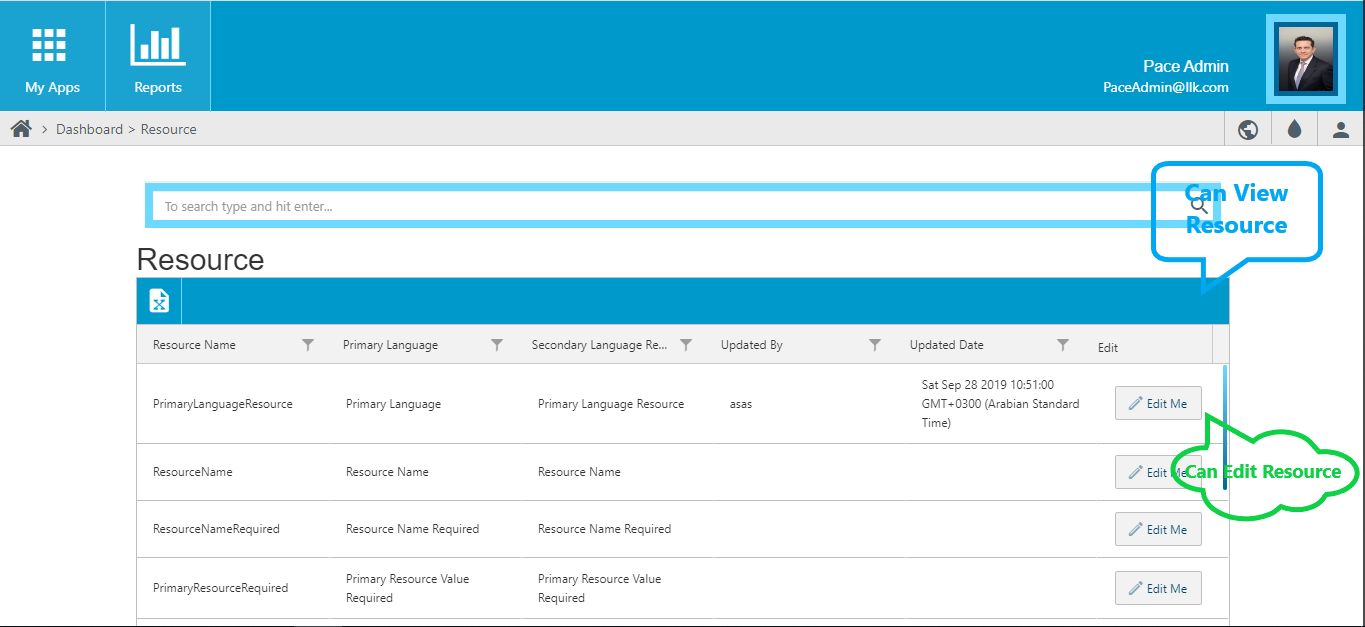 My Apps
Reports
Pace Admin
PaceAdmin@llk.com
Dashboard > Resource
Can View
Resource
To search type and hit enter...
Resource
Resource Name
Primary Language
Secondary Language Re...
Updated By
Updated Date
Edit
PrimaryLanguageResource
Primary Language
Primary Language Resource
asas
Sat Sep 28 2019 10:51:00
GMT+0300 (Arabian Standard
Time)
Edit Me
ResourceName
Resource Name
Resource Name
Edit Me
Can Edit Resource
ResourceNameRequired
Resource Name Required
Resource Name Required
Edit Me
PrimaryResourceRequired
Primary Resource Value
Required
Primary Resource Value
Required
Edit Me